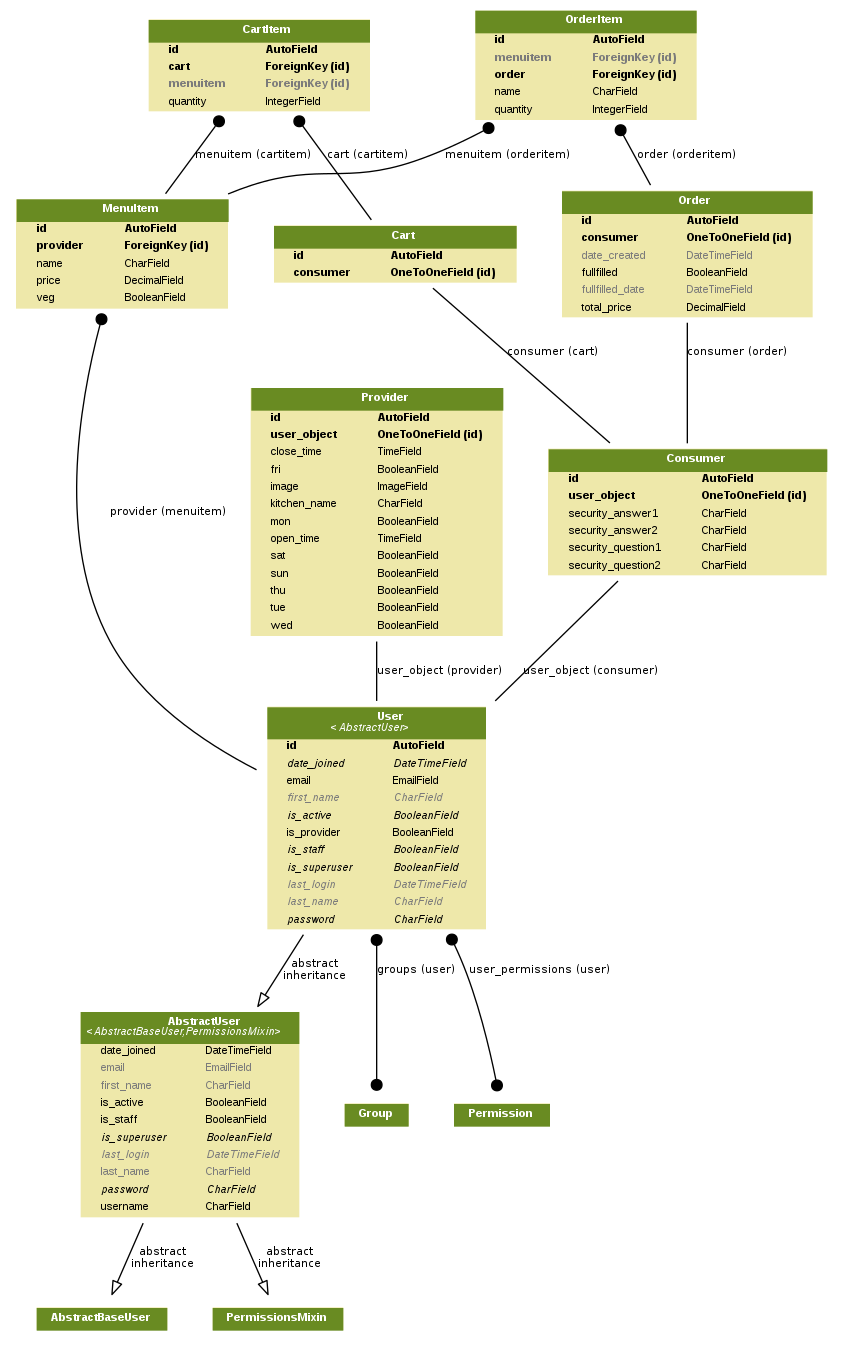 CartItem
id AutoField
cart ForeignKey (id)
menuitem ForeignKey (id)
quantity IntegerField
OrderItem
id AutoField
menuitem ForeignKey (id)
order ForeignKey (id)
name CharField
quantity IntegerField
menuitem (cartitem)
cart (cartitem)
menuitem (orderitem)
order (orderitem)
MenuItem
id AutoField
provider ForeignKey (id)
name CharField
price DecimalField
veg BooleanField
Cart
id AutoField
consumer OneToOneField (id)
Order
id AutoField
consumer OneToOneField (id)
date_created DateTimeField
fullfilled BooleanField
fullfilled_date DateTimeField
total_price DecimalField
consumer (cart)
consumer (order)
Provider
id AutoField
user_object OneToOneField (id)
close_time TimeField
fri BooleanField
image ImageField
kitchen_name CharField
mon BooleanField
open_time TimeField
sat BooleanField
sun BooleanField
thu BooleanField
tue BooleanField
wed BooleanField
Consumer
id AutoField
user_object OneToOneField (id)
security_answer1 CharField
security_answer2 CharField
security_question1 CharField
security_question2 CharField
provider (menuitem)
user_object (provider)
user_object (consumer)
User
< AbstractUser>
id AutoField
date_joined DateTimeField
email EmailField
first_name CharField
is_active BooleanField
is_provider BooleanField
is_staff BooleanField
is_superuser BooleanField
last_login DateTimeField
last_name CharField
password CharField
abstract
inheritance
groups (user)
user_permissions (user)
AbstractUser
< AbstractBaseUser,PermissionsMixin>
date_joined DateTimeField
email EmailField
first_name CharField
is_active BooleanField
is_staff BooleanField
is_superuser BooleanField
last_login DateTimeField
last_name CharField
password CharField
username CharField
Group
Permission
abstract
inheritance
abstract
inheritance
AbstractBaseUser
PermissionsMixin